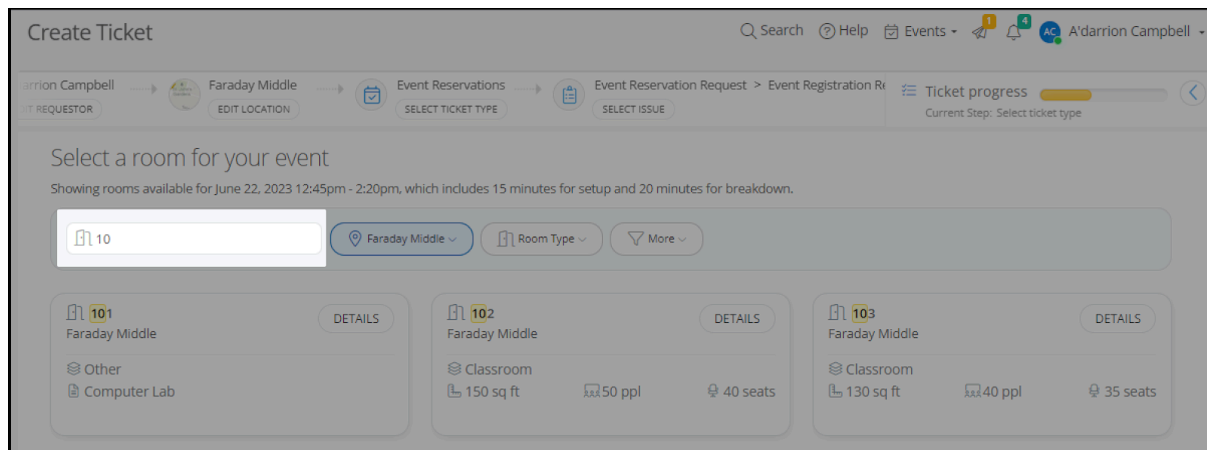 Create Ticket
Search Help Events 1 4 AC A'darrion Campbell
arrion Campbell Faraday Middle Event Reservations Event Reservation Request > Event Registration Ticket progress
REQUESTOR EDIT LOCATION SELECT TICKET TYPE SELECT ISSUE Current Step: Select ticket type
Select a room for your event
Showing rooms available for June 22, 2023 12:45pm - 2:20pm, which includes 15 minutes for setup and 20 minutes for breakdown.
10 Faraday Middle Room Type More
101 DETAILS 102 DETAILS 103 DETAILS
Faraday Middle Faraday Middle Faraday Middle
Other Classroom Classroom
Computer Lab 150 sq ft 50 ppl 40 seats 130 sq ft 40 ppl 35 seats